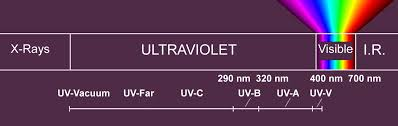 X-Rays ULTRAVIOLET Visible I.R.
290 nm 320 nm 400 nm 700 nm
UV-Vacuum UV-Far UV-C UV-B UV-A UV-V